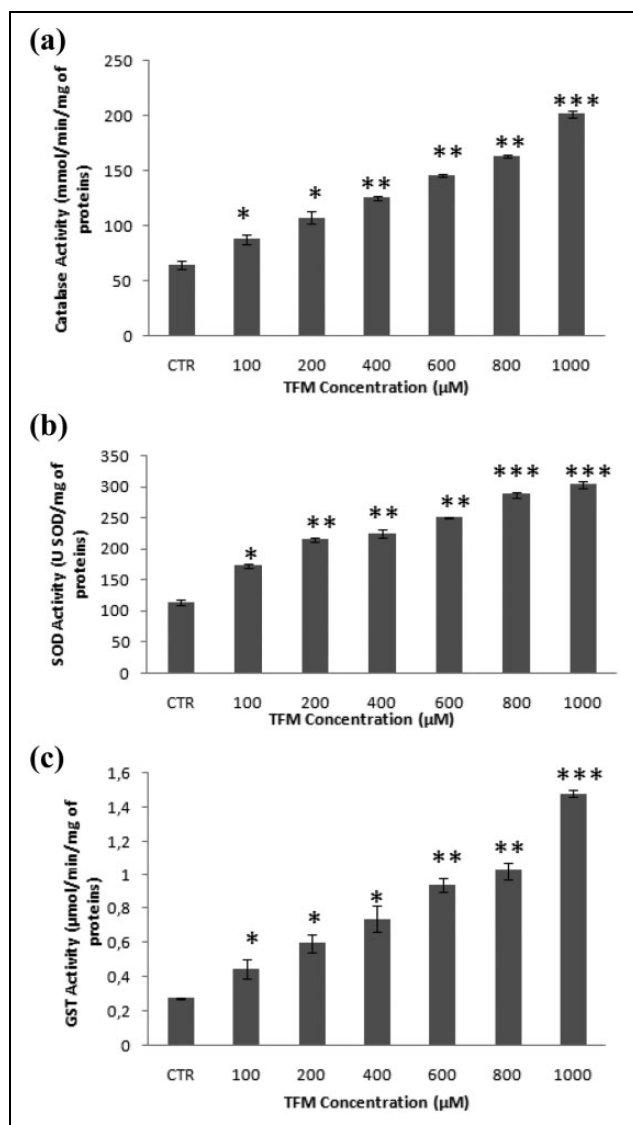 (a)
Catalase Activity (mmol/min/mg of
proteins)
250
200
150
100
50
0
*
*
**
**
**
***
CTR 100 200 400 600 800 1000
TFM Concentration (µM)
(b)
SOD Activity (U SOD/mg of
proteins)
350
300
250
200
150
100
50
0
*
**
**
**
***
***
CTR 100 200 400 600 800 1000
TFM Concentration (µM)
(c)
GST Activity (µmol/min/mg of
proteins)
1,6
1,4
1,2
1
0,8
0,6
0,4
0,2
0
*
*
*
**
**
***
CTR 100 200 400 600 800 1000
TFM Concentration (µM)